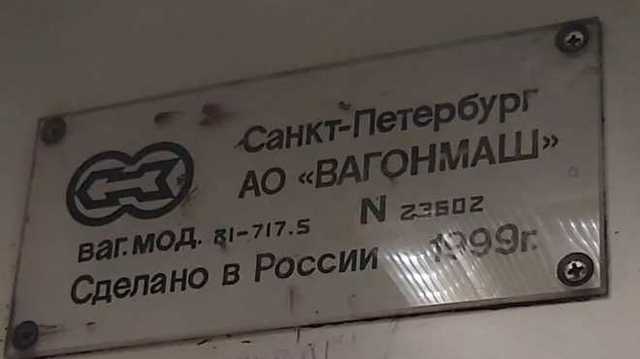 Санкт-Петербург
АО «ВАГОНМАШ»
ваг. мод. 81-717.5 N 23602
Сделано в России 1999г.